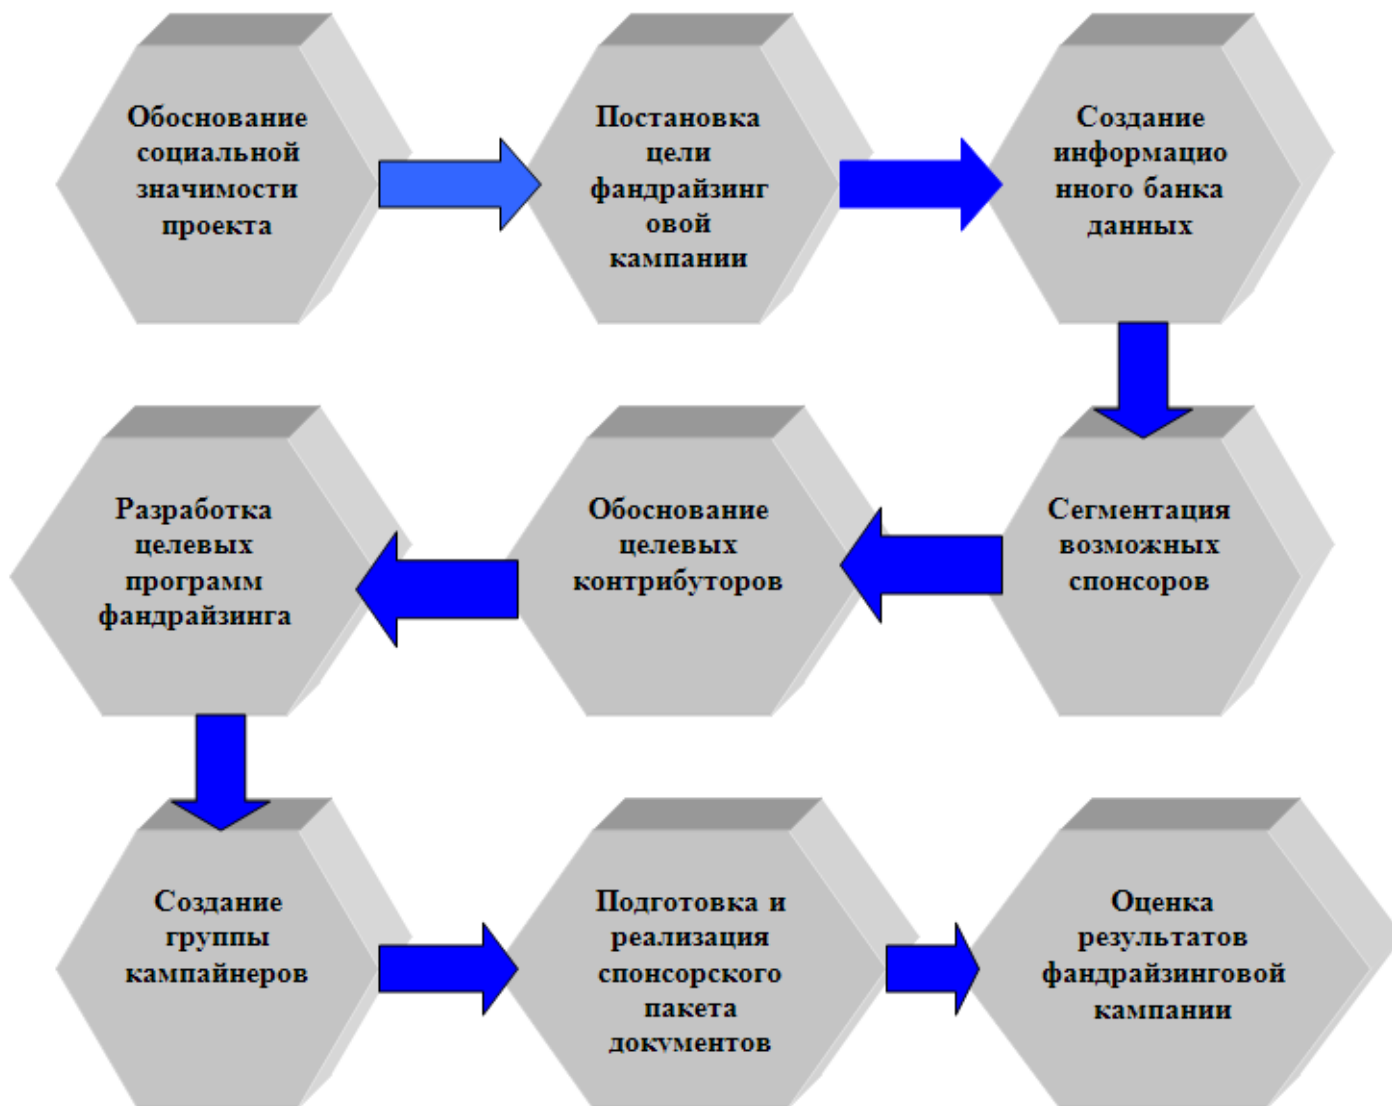 Обоснование
социальной
значимости
проекта
Постановка
цели
фандрайзинг
овой
кампании
Создание
информацио
нного банка
данных
Сегментация
возможных
спонсоров
Обоснование
целевых
контрибуторов
Разработка
целевых
программ
фандрайзинга
Создание
группы
кампайнеров
Подготовка и
реализация
спонсорского
пакета
документов
Оценка
результатов
фандрайзинговой
кампании